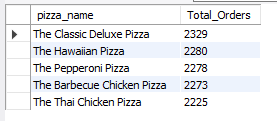 pizza_name Total_Orders
The Classic Deluxe Pizza 2329
The Hawaiian Pizza 2280
The Pepperoni Pizza 2278
The Barbecue Chicken Pizza 2273
The Thai Chicken Pizza 2225